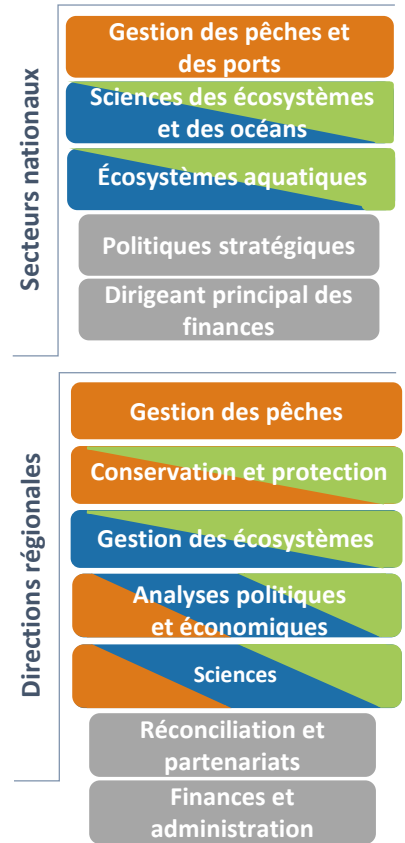 Secteurs nationaux
Gestion des pêches et
des ports
Sciences des écosystèmes
et des océans
Écosystèmes aquatiques
Politiques stratégiques
Dirigeant principal des
finances
Directions régionales
Gestion des pêches
Conservation et protection
Gestion des écosystèmes
Analyses politiques
et économiques
Sciences
Réconciliation et
partenariats
Finances et
administration